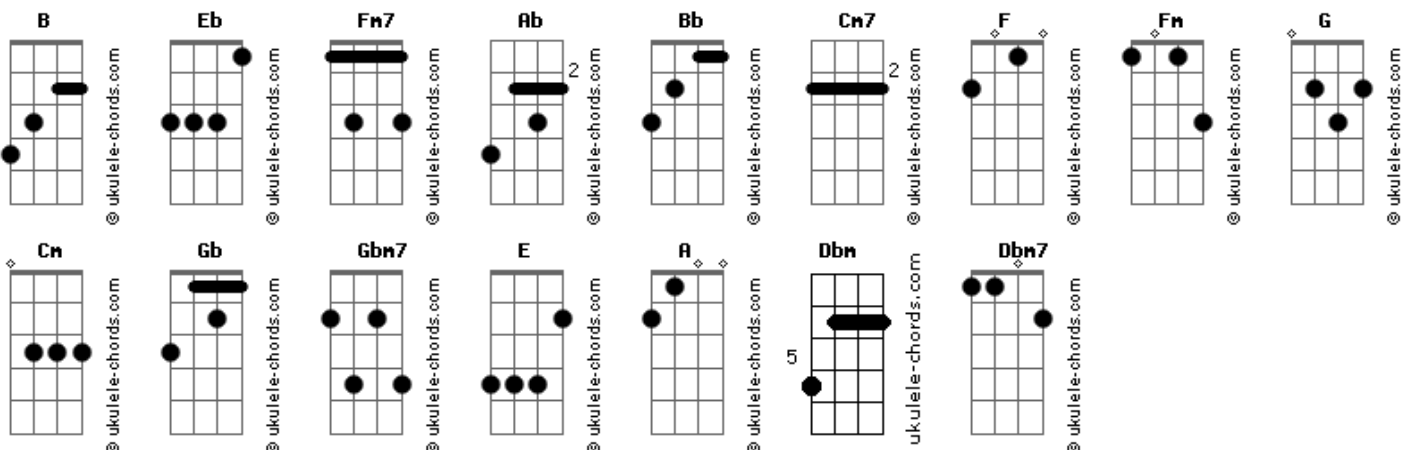 B Eb Fm7 Ab Bb Cm7 F Fm G
2 2
© ukulele-chords.com © ukulele-chords.com © ukulele-chords.com © ukulele-chords.com © ukulele-chords.com © ukulele-chords.com © ukulele-chords.com © ukulele-chords.com © ukulele-chords.com
Cm Gb Gbm7 E A Dbm Dbm7
5
© ukulele-chords.com © ukulele-chords.com © ukulele-chords.com © ukulele-chords.com © ukulele-chords.com ukulele-chords.com © ukulele-chords.com